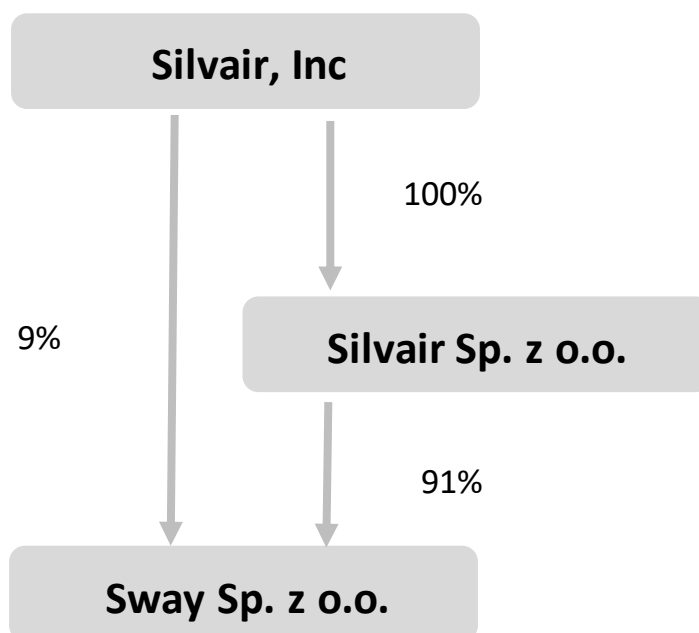 Silvair, Inc
100%
9%
Silvair Sp. z o.o.
91%
Sway Sp. z o.o.